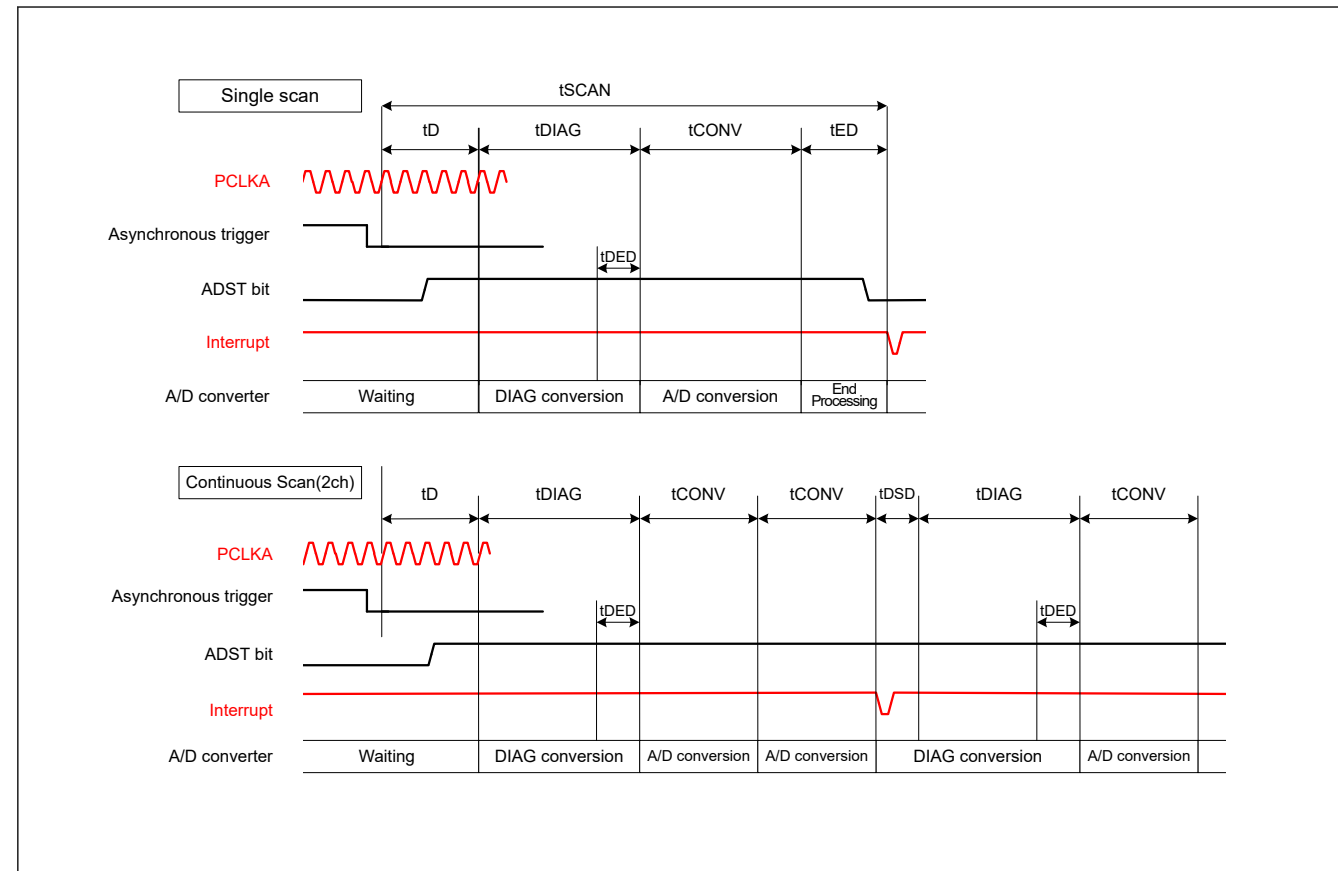 Single scan
tSCAN
tD tDIAG tCONV tED
PCLKA
Asynchronous trigger
tDED
ADST bit
Interrupt
A/D converter Waiting DIAG conversion A/D conversion End Processing
Continuous Scan(2ch)
tD tDIAG tCONV tCONV tDSD tDIAG tCONV
PCLKA
Asynchronous trigger
tDED tDED
ADST bit
Interrupt
A/D converter Waiting DIAG conversion A/D conversion A/D conversion DIAG conversion A/D conversion